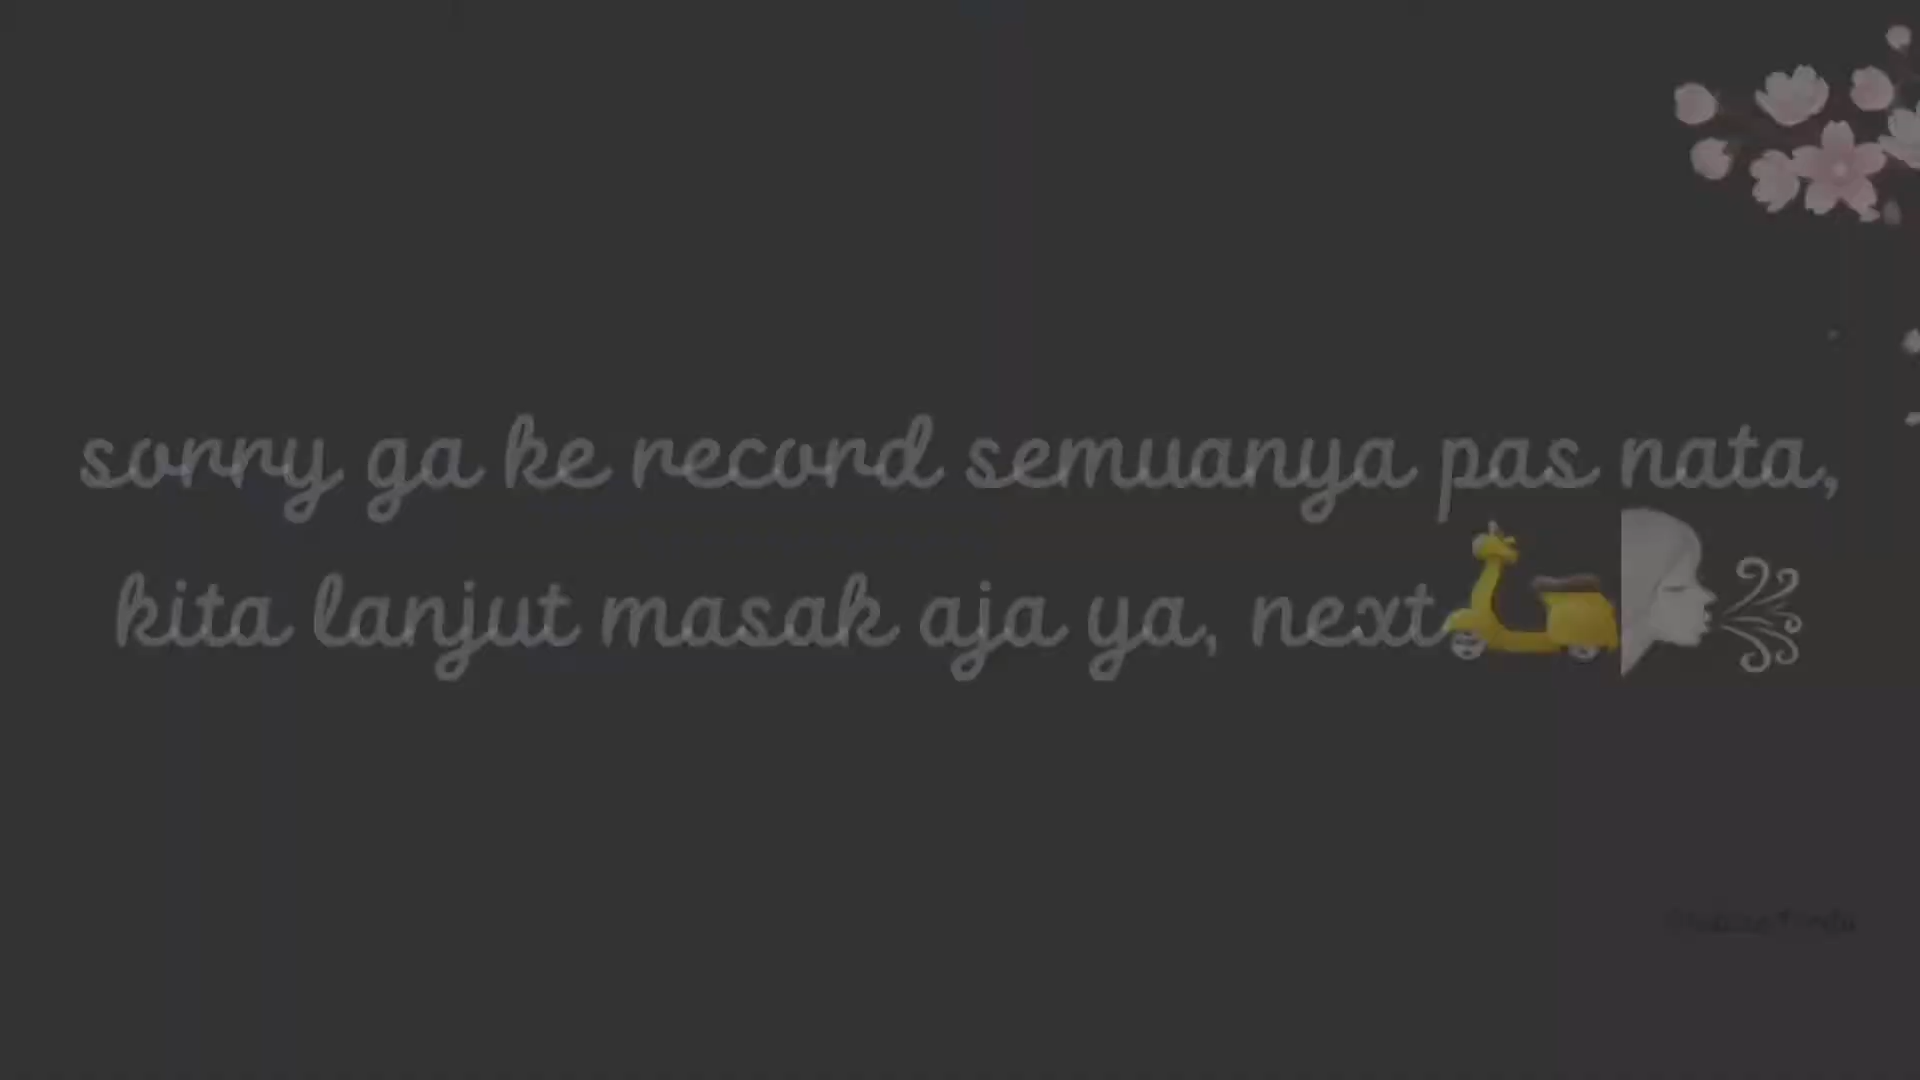 sorry ga ke record semuanya pas nata,
kita lanjut masak aja ya, next